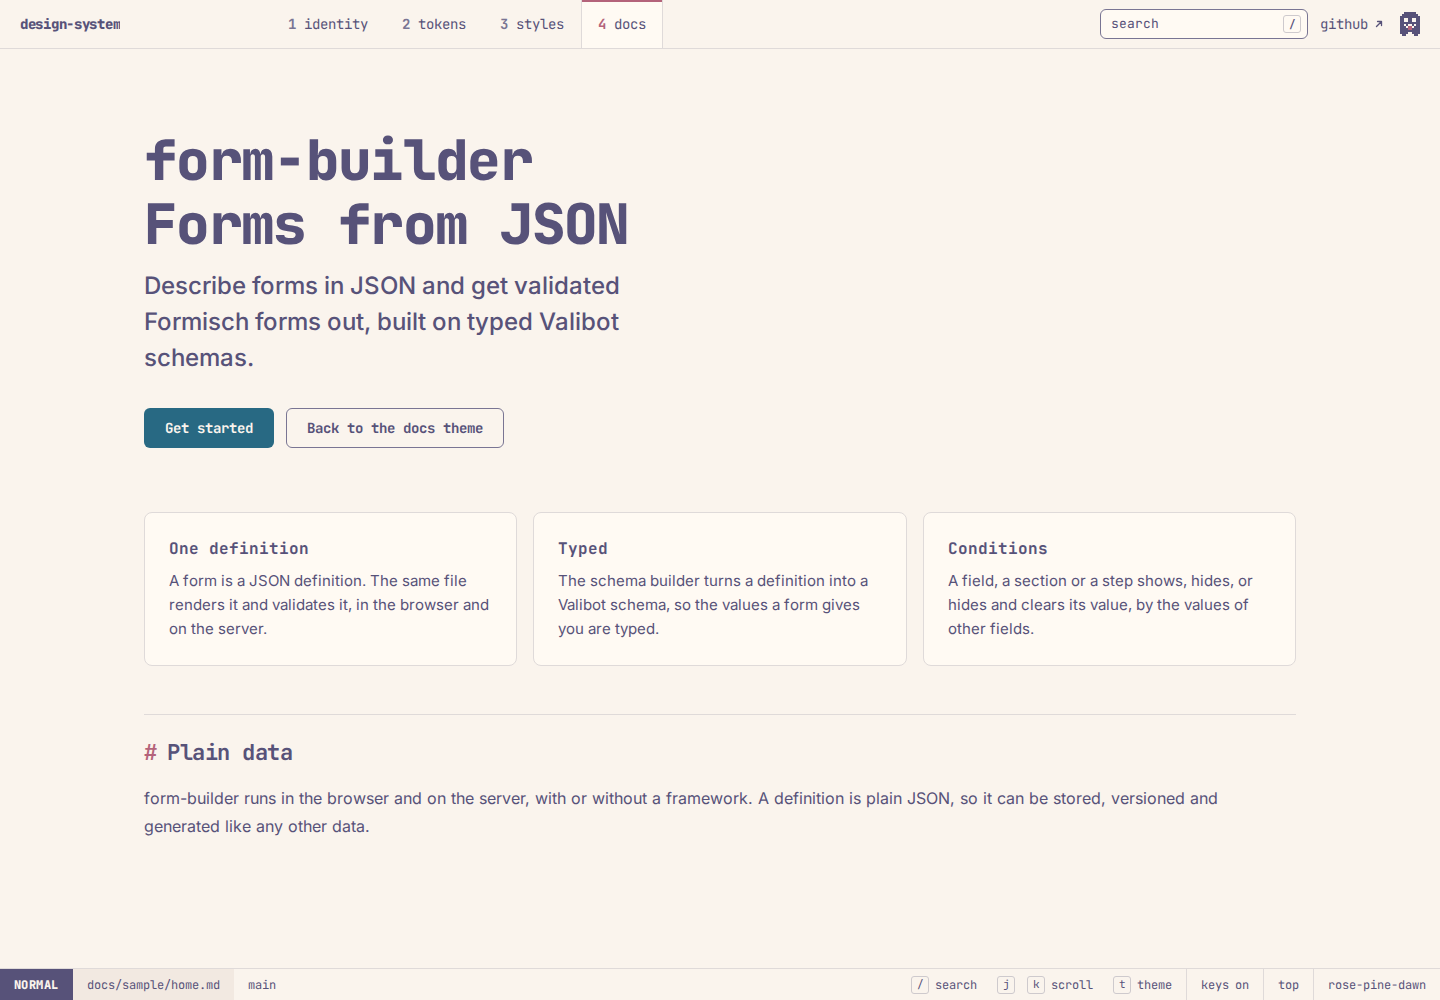 design-system
1 identity
2 tokens
3 styles
4 docs
search
/
github ↗
form-builder
Forms from JSON
Describe forms in JSON and get validated
Formisch forms out, built on typed Valibot
schemas.
Get started
Back to the docs theme
One definition
A form is a JSON definition. The same file
renders it and validates it, in the browser and
on the server.
Typed
The schema builder turns a definition into a
Valibot schema, so the values a form gives
you are typed.
Conditions
A field, a section or a step shows, hides, or
hides and clears its value, by the values of
other fields.
# Plain data
form-builder runs in the browser and on the server, with or without a framework. A definition is plain JSON, so it can be stored, versioned and
generated like any other data.
NORMAL
docs/sample/home.md
main
/ search
j k scroll
t theme
keys on
top
rose-pine-dawn